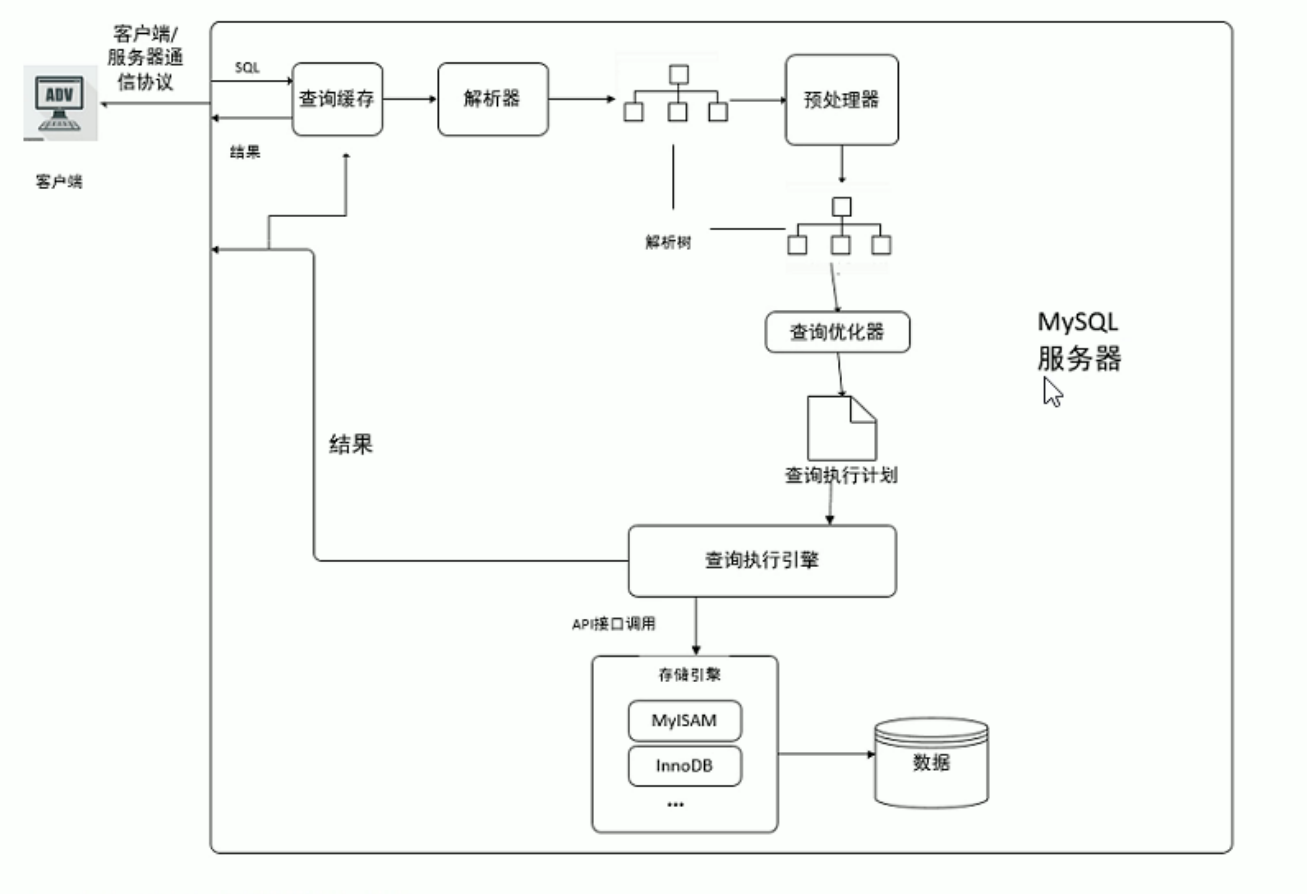 客户端/
服务器通
信协议
ADV
客户端
SQL
查询缓存
结果
解析器
预处理器
解析树
查询优化器
MySQL
服务器
查询执行计划
结果
查询执行引擎
API接口调用
存储引擎
MyISAM
InnoDB
...
数据